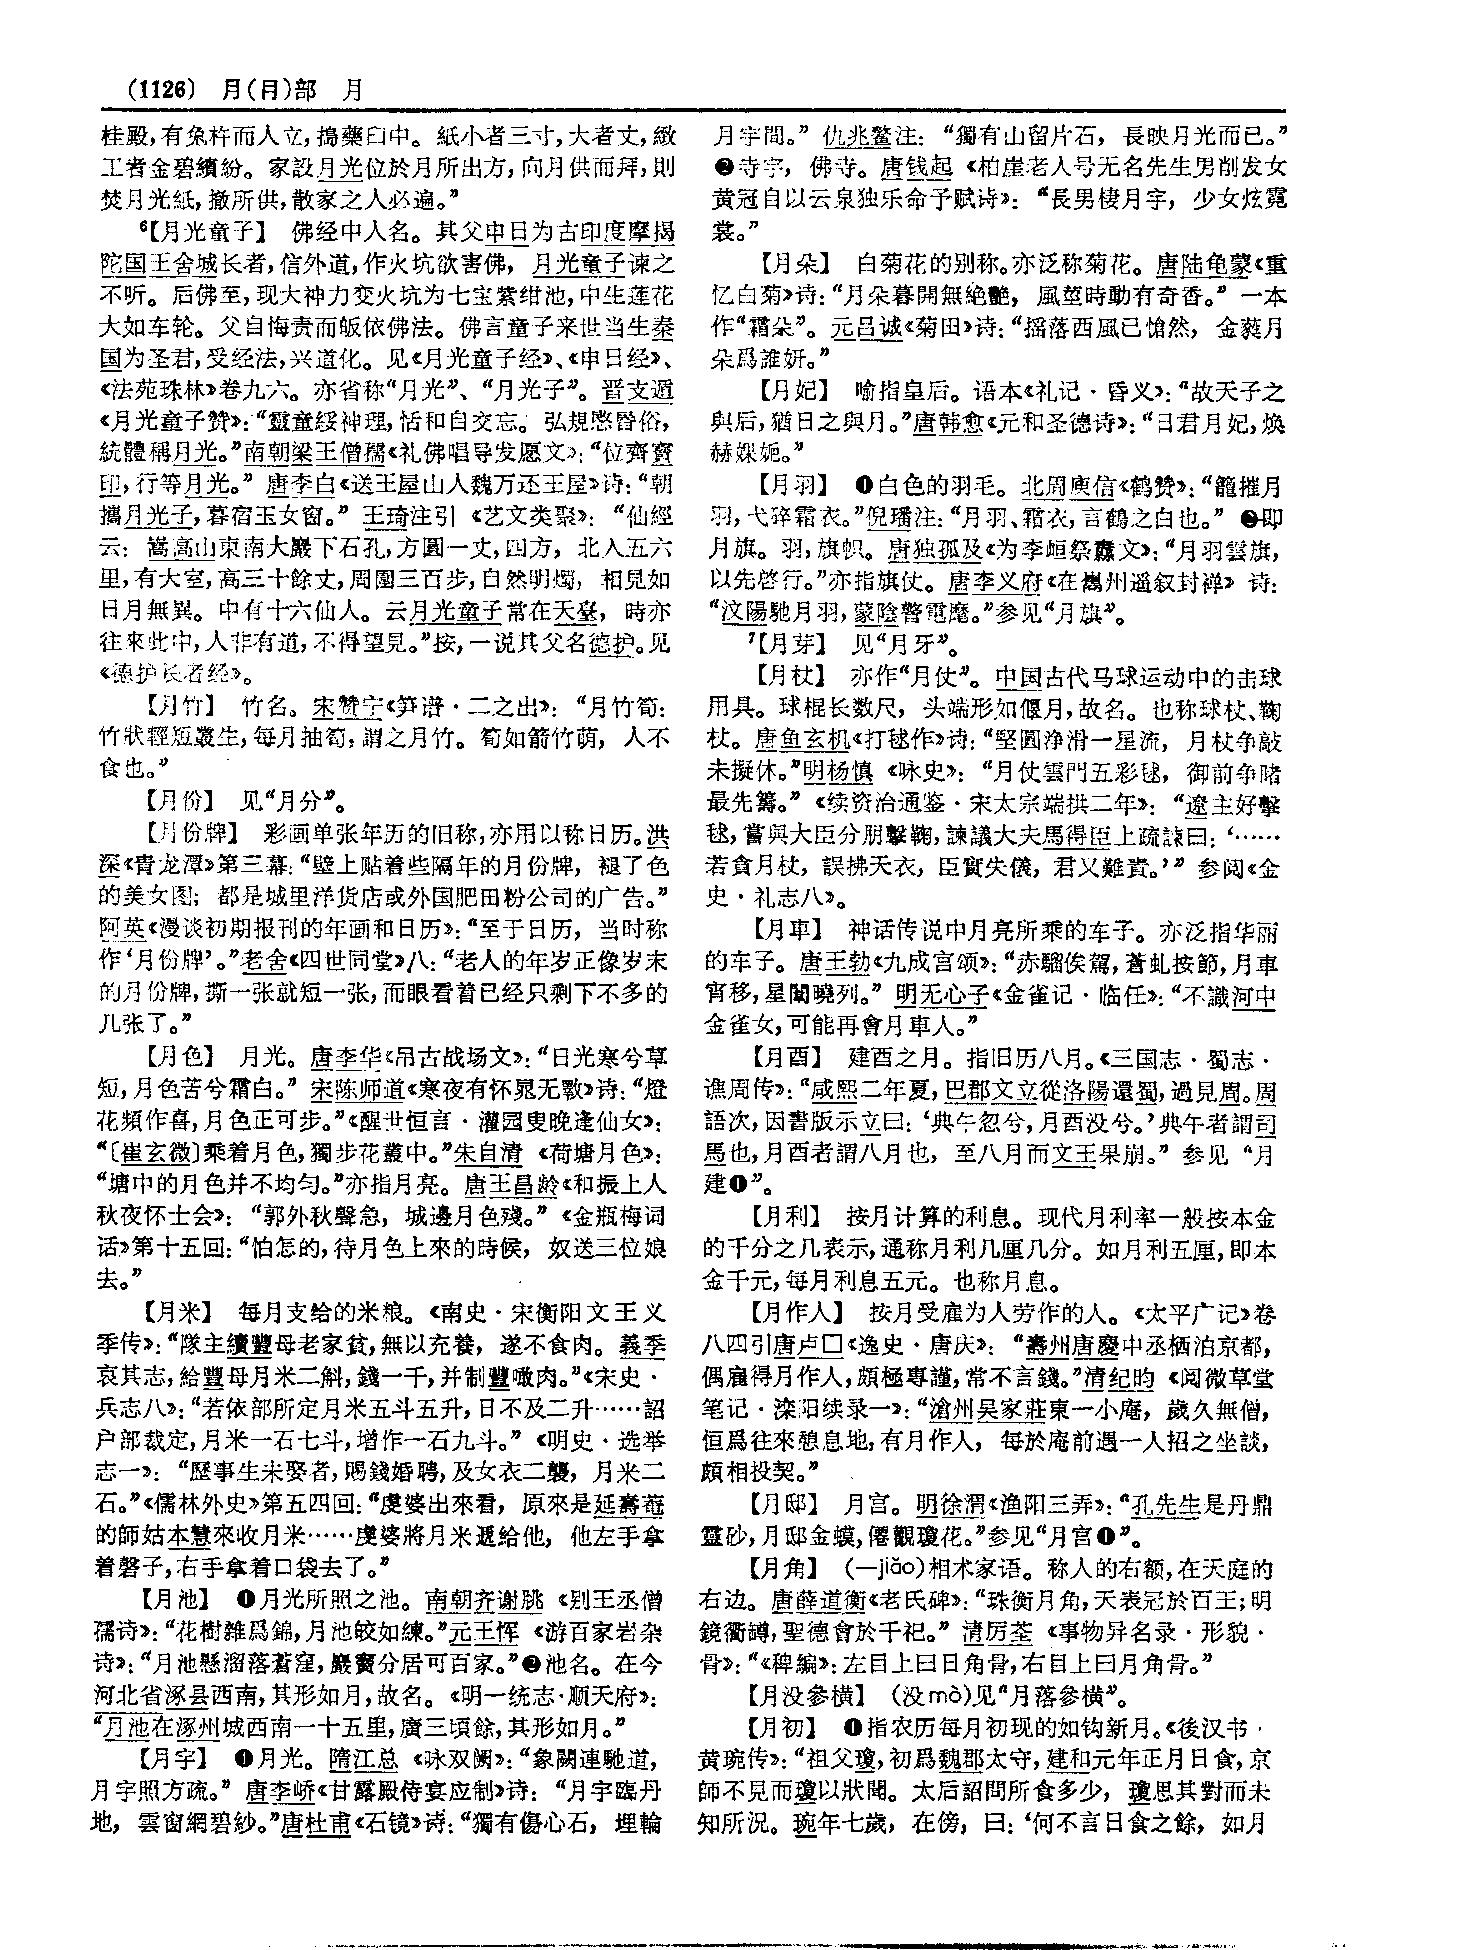 (1126) 月(⺼)部 月
桂殿,有兔杵而人立,搗藥臼中。紙小者三寸,大者丈,緻
工者金碧繽紛。家設月光位於月所出方,向月供而拜,則
焚月光紙,撤所供,散家之人必遍。”
⁶【月光童子】 佛经中人名。其父申日为古印度摩揭
陀国王舍城长者,信外道,作火坑欲害佛,月光童子谏之
不听。后佛至,现大神力变火坑为七宝紫绀池,中生莲花
大如车轮。父自悔责而皈依佛法。佛言童子来世当生秦
国为圣君,受经法,兴道化。见《月光童子经》、《申日经》、
《法苑珠林》卷九六。亦省称“月光”、“月光子”。晋支遁
《月光童子赞》:“靈童綏神理,恬和自交忘。弘規愍昏俗,
統體稱月光。”南朝梁王僧孺《礼佛唱导发愿文》:“位齊寶
印,行等月光。”唐李白《送王屋山人魏万还王屋》诗:“朝
攜月光子,暮宿玉女窗。”王琦注引《艺文类聚》:“仙經
云:嵩高山東南大巖下石孔,方圓一丈,四方,北入五六
里,有大室,高三十餘丈,周圍三百步,自然明燭,相見如
日月無異。中有十六仙人。云月光童子常在天臺,時亦
往來此中,人非有道,不得望見。”按,一说其父名德护。见
《德护长者经》。
【月竹】 竹名。宋赞宁《笋谱·二之出》:“月竹筍:
竹狀輕短叢生,每月抽筍,謂之月竹。筍如箭竹萌,人不
食也。”
【月份】 见“月分”。
【月份牌】 彩画单张年历的旧称,亦用以称日历。洪
深《青龙潭》第三幕:“壁上贴着些隔年的月份牌,褪了色
的美女图;都是城里洋货店或外国肥田粉公司的广告。”
阿英《漫谈初期报刊的年画和日历》:“至于日历,当时称
作‘月份牌’。”老舍《四世同堂》八:“老人的年岁正像岁末
的月份牌,撕一张就短一张,而眼看着已经只剩下不多的
几张了。”
【月色】 月光。唐李华《吊古战场文》:“日光寒兮草
短,月色苦兮霜白。”宋陈师道《寒夜有怀晁无斁》诗:“燈
花頻作喜,月色正可步。”《醒世恒言·灌园叟晚逢仙女》:
“〔崔玄微〕乘着月色,獨步花叢中。”朱自清《荷塘月色》:
“塘中的月色并不均匀。”亦指月亮。唐王昌龄《和振上人
秋夜怀士会》:“郭外秋聲急,城邊月色殘。”《金瓶梅词
话》第十五回:“怕怎的,待月色上來的時候,奴送三位娘
去。”
【月米】 每月支给的米粮。《南史·宋衡阳文王义
季传》:“隊主續豐母老家貧,無以充養,遂不食肉。義季
哀其志,給豐母月米二斛,錢一千,并制豐噉肉。”《宋史·
兵志八》:“若依部所定月米五斗五升,日不及二升……詔
户部裁定,月米一石七斗,增作一石九斗。”《明史·选举
志一》:“歷事生未娶者,賜錢婚聘,及女衣二襲,月米二
石。”《儒林外史》第五四回:“虔婆出來看,原來是延壽菴
的師姑本慧來收月米……虔婆將月米遞給他,他左手拿
着磬子,右手拿着口袋去了。”
【月池】 ❶月光所照之池。南朝齐谢朓《别王丞僧
孺诗》:“花樹雜爲錦,月池皎如練。”元王恽《游百家岩杂
诗》:“月池懸溜落蒼窪,巖竇分居可百家。”❷池名。在今
河北省涿县西南,其形如月,故名。《明一统志·顺天府》:
“月池在涿州城西南一十五里,廣三頃餘,其形如月。”
【月宇】 ❶月光。隋江总《咏双阙》:“象闕連馳道,
月宇照方疏。”唐李峤《甘露殿侍宴应制》诗:“月宇臨丹
地,雲窗網碧紗。”唐杜甫《石镜》诗:“獨有傷心石,埋輪
月宇間。”仇兆鳌注:“獨有山留片石,長映月光而已。”
❷寺宇,佛寺。唐钱起《柏崖老人号无名先生男削发女
黄冠自以云泉独乐命予赋诗》:“長男棲月宇,少女炫霓
裳。”
【月朵】 白菊花的别称。亦泛称菊花。唐陆龟蒙《重
忆白菊》诗:“月朵暮開無絶艷,風莖時動有奇香。”一本
作“霜朵”。元吕诚《菊田》诗:“摇落西風已愴然,金蕤月
朵爲誰妍。”
【月妃】 喻指皇后。语本《礼记·昏义》:“故天子之
與后,猶日之與月。”唐韩愈《元和圣德诗》:“日君月妃,焕
赫婐㛂。”
【月羽】 ❶白色的羽毛。北周庾信《鹤赞》:“籠摧月
羽,弋碎霜衣。”倪璠注:“月羽、霜衣,言鶴之白也。”❷即
月旗。羽,旗帜。唐独孤及《为李峘祭纛文》:“月羽雲旗,
以先啓行。”亦指旗仗。唐李义府《在巂州遥叙封禅》诗:
“汶陽馳月羽,蒙陰警電麾。”参见“月旗”。
⁷【月芽】 见“月牙”。
【月杖】 亦作“月仗”。中国古代马球运动中的击球
用具。球棍长数尺,头端形如偃月,故名。也称球杖、鞠
杖。唐鱼玄机《打毬作》诗:“堅圓净滑一星流,月杖争敲
未擬休。”明杨慎《咏史》:“月仗雲門五彩毬,御前争賭
最先籌。”《续资治通鉴·宋太宗端拱二年》:“遼主好擊
毬,嘗與大臣分朋擊鞠,諫議大夫馬得臣上疏諫曰:‘……
若貪月杖,誤拂天衣,臣實失儀,君又難責。’”参阅《金
史·礼志八》。
【月車】 神话传说中月亮所乘的车子。亦泛指华丽
的车子。唐王勃《九成宫颂》:“赤騮俟駕,蒼虬按節,月車
宵移,星闈曉列。”明无心子《金雀记·临任》:“不識河中
金雀女,可能再會月車人。”
【月酉】 建酉之月。指旧历八月。《三国志·蜀志·
谯周传》:“咸熙二年夏,巴郡文立從洛陽還蜀,過見周。周
語次,因書版示立曰:‘典午忽兮,月酉没兮。’典午者謂司
馬也,月酉者謂八月也,至八月而文王果崩。”参见“月
建❶”。
【月利】 按月计算的利息。现代月利率一般按本金
的千分之几表示,通称月利几厘几分。如月利五厘,即本
金千元,每月利息五元。也称月息。
【月作人】 按月受雇为人劳作的人。《太平广记》卷
八四引唐卢□《逸史·唐庆》:“壽州唐慶中丞栖泊京都,
偶雇得月作人,頗極專謹,常不言錢。”清纪昀《阅微草堂
笔记·滦阳续录一》:“滄州吴家莊東一小庵,歲久無僧,
恒爲往來憩息地,有月作人,每於庵前遇一人招之坐談,
頗相投契。”
【月邸】 月宫。明徐渭《渔阳三弄》:“孔先生是丹鼎
靈砂,月邸金蟆,僊觀瓊花。”参见“月宫❶”。
【月角】 (—jiǎo)相术家语。称人的右额,在天庭的
右边。唐薛道衡《老氏碑》:“珠衡月角,天表冠於百王;明
鏡衢罇,聖德會於千祀。”清厉荃《事物异名录·形貌·
骨》:“《稗編》:左目上曰日角骨,右目上曰月角骨。”
【月没參横】 (没mò)见“月落參横”。
【月初】 ❶指农历每月初现的如钩新月。《後汉书·
黄琬传》:“祖父瓊,初爲魏郡太守,建和元年正月日食,京
師不見而瓊以狀聞。太后詔問所食多少,瓊思其對而未
知所況。琬年七歲,在傍,曰:‘何不言日食之餘,如月